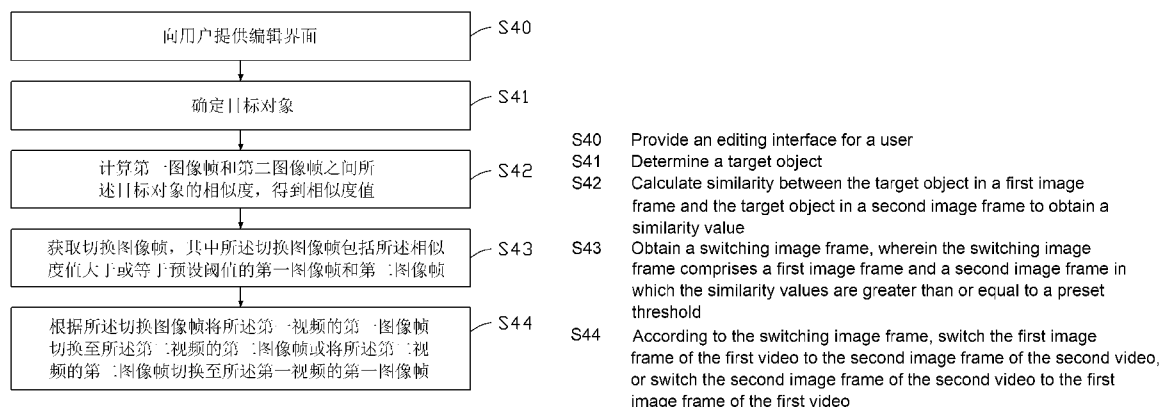 向用户提供编辑界面
S40
确定目标对象
S41
计算第一图像帧和第二图像帧之间所
述目标对象的相似度，得到相似度值
S42
获取切换图像帧，其中所述切换图像帧包括所述相似
度值大于或等于预设阈值的第一图像帧和第二图像帧
S43
根据所述切换图像帧将所述第一视频的第一图像帧
切换至所述第二视频的第二图像帧或将所述第二视
频的第二图像帧切换至所述第一视频的第一图像帧
S44
S40 Provide an editing interface for a user
S41 Determine a target object
S42 Calculate similarity between the target object in a first image
frame and the target object in a second image frame to obtain a
similarity value
S43 Obtain a switching image frame, wherein the switching image
frame comprises a first image frame and a second image frame in
which the similarity values are greater than or equal to a preset
threshold
S44 According to the switching image frame, switch the first image
frame of the first video to the second image frame of the second video,
or switch the second image frame of the second video to the first
image frame of the first video